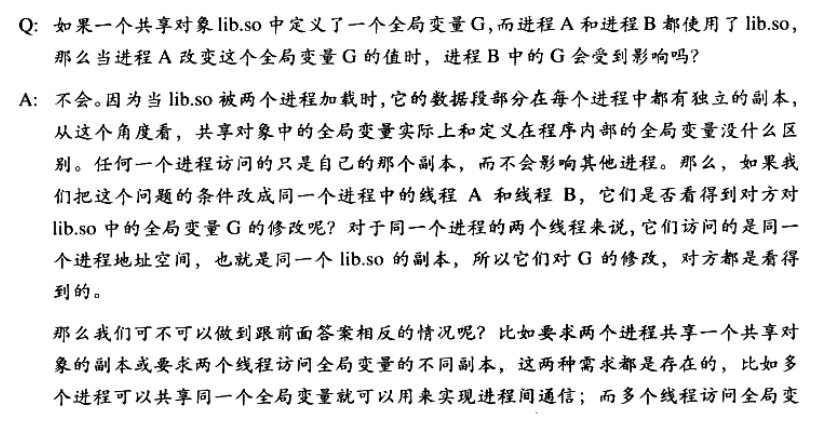 Q: 如果一个共享对象 lib.so 中定义了一个全局变量 G,而进程 A 和进程 B 都使用了 lib.so,
那么当进程 A 改变这个全局变量 G 的值时，进程 B 中的 G 会受到影响吗？
A: 不会。因为当 lib.so 被两个进程加载时,它的数据段部分在每个进程中都有独立的副本，
从这个角度看，共享对象中的全局变量实际上和定义在程序内部的全局变量没什么区
别。任何一个进程访问的只是自己的那个副本，而不会影响其他进程。那么，如果我
们把这个问题的条件改成同一个进程中的线程 A 和线程 B，它们是否看得到对方对
lib.so 中的全局变量 G 的修改呢？对于同一个进程的两个线程来说,它们访问的是同一
个进程地址空间，也就是同一个 lib.so 的副本，所以它们对 G 的修改，对方都是看得
到的。
那么我们可不可以做到跟前面答案相反的情况呢？比如要求两个进程共享一个共享对
象的副本或要求两个线程访问全局变量的不同副本，这两种需求都是存在的，比如多
个进程可以共享同一个全局变量就可以用来实现进程间通信；而多个线程访问全局变